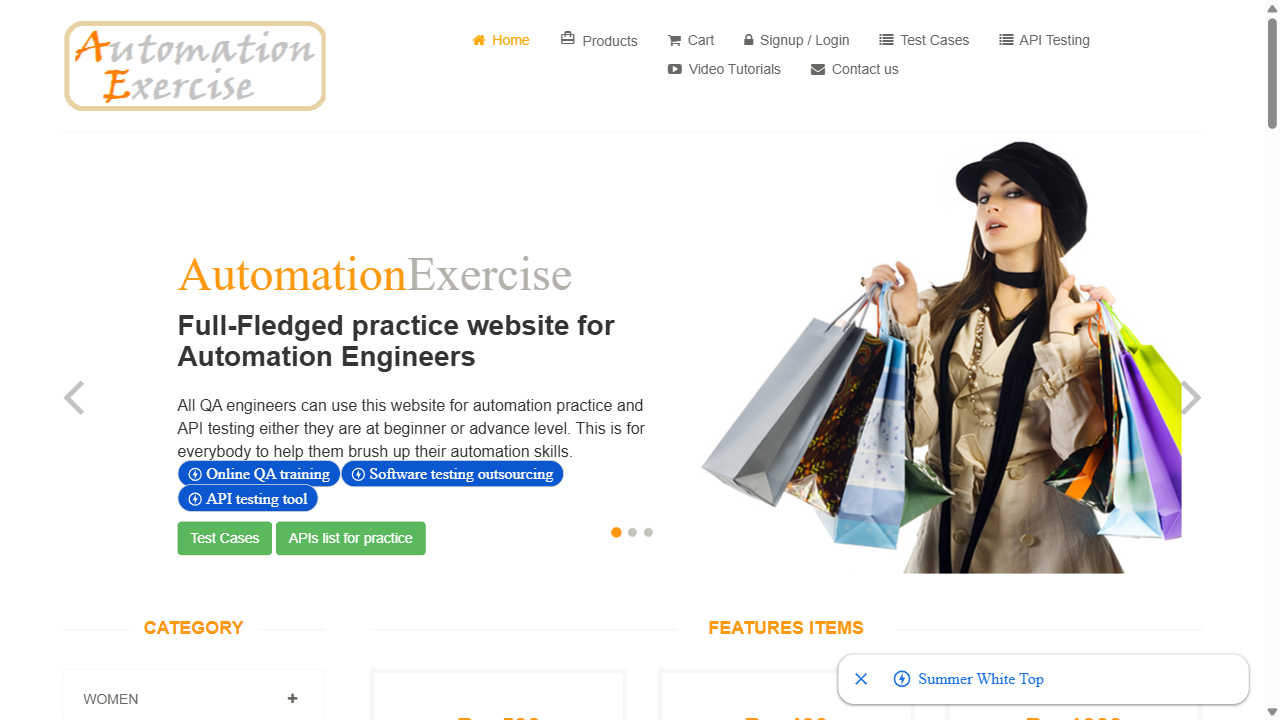 Automation
Exercise
Home
Products
Cart
Signup / Login
Test Cases
API Testing
Video Tutorials
Contact us
AutomationExercise
Full-Fledged practice website for
Automation Engineers
All QA engineers can use this website for automation practice and
API testing either they are at beginner or advance level. This is for
everybody to help them brush up their automation skills.
Online QA training
Software testing outsourcing
API testing tool
Test Cases
APIs list for practice
CATEGORY
FEATURES ITEMS
WOMEN
Summer White Top